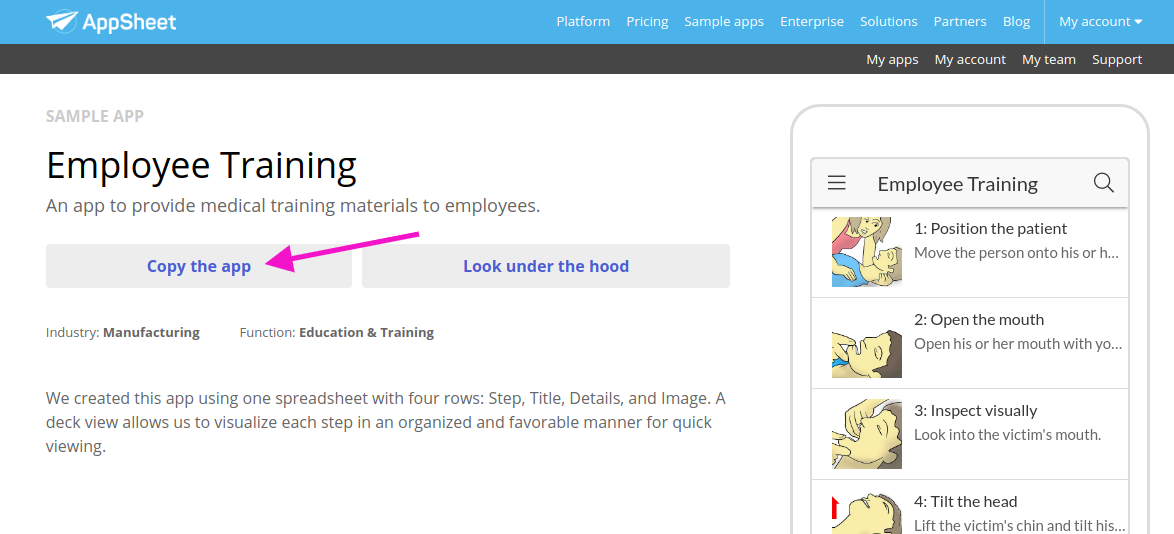 AppSheet
Platform Pricing Sample apps Enterprise Solutions Partners Blog My account
My apps My account My team Support
SAMPLE APP
Employee Training
An app to provide medical training materials to employees.
Copy the app Look under the hood
Industry: Manufacturing Function: Education & Training
We created this app using one spreadsheet with four rows: Step, Title, Details, and Image. A
deck view allows us to visualize each step in an organized and favorable manner for quick
viewing.
Employee Training
1: Position the patient
Move the person onto his or h...
2: Open the mouth
Open his or her mouth with yo...
3: Inspect visually
Look into the victim's mouth.
4: Tilt the head
Lift the victim's chin and tilt his...